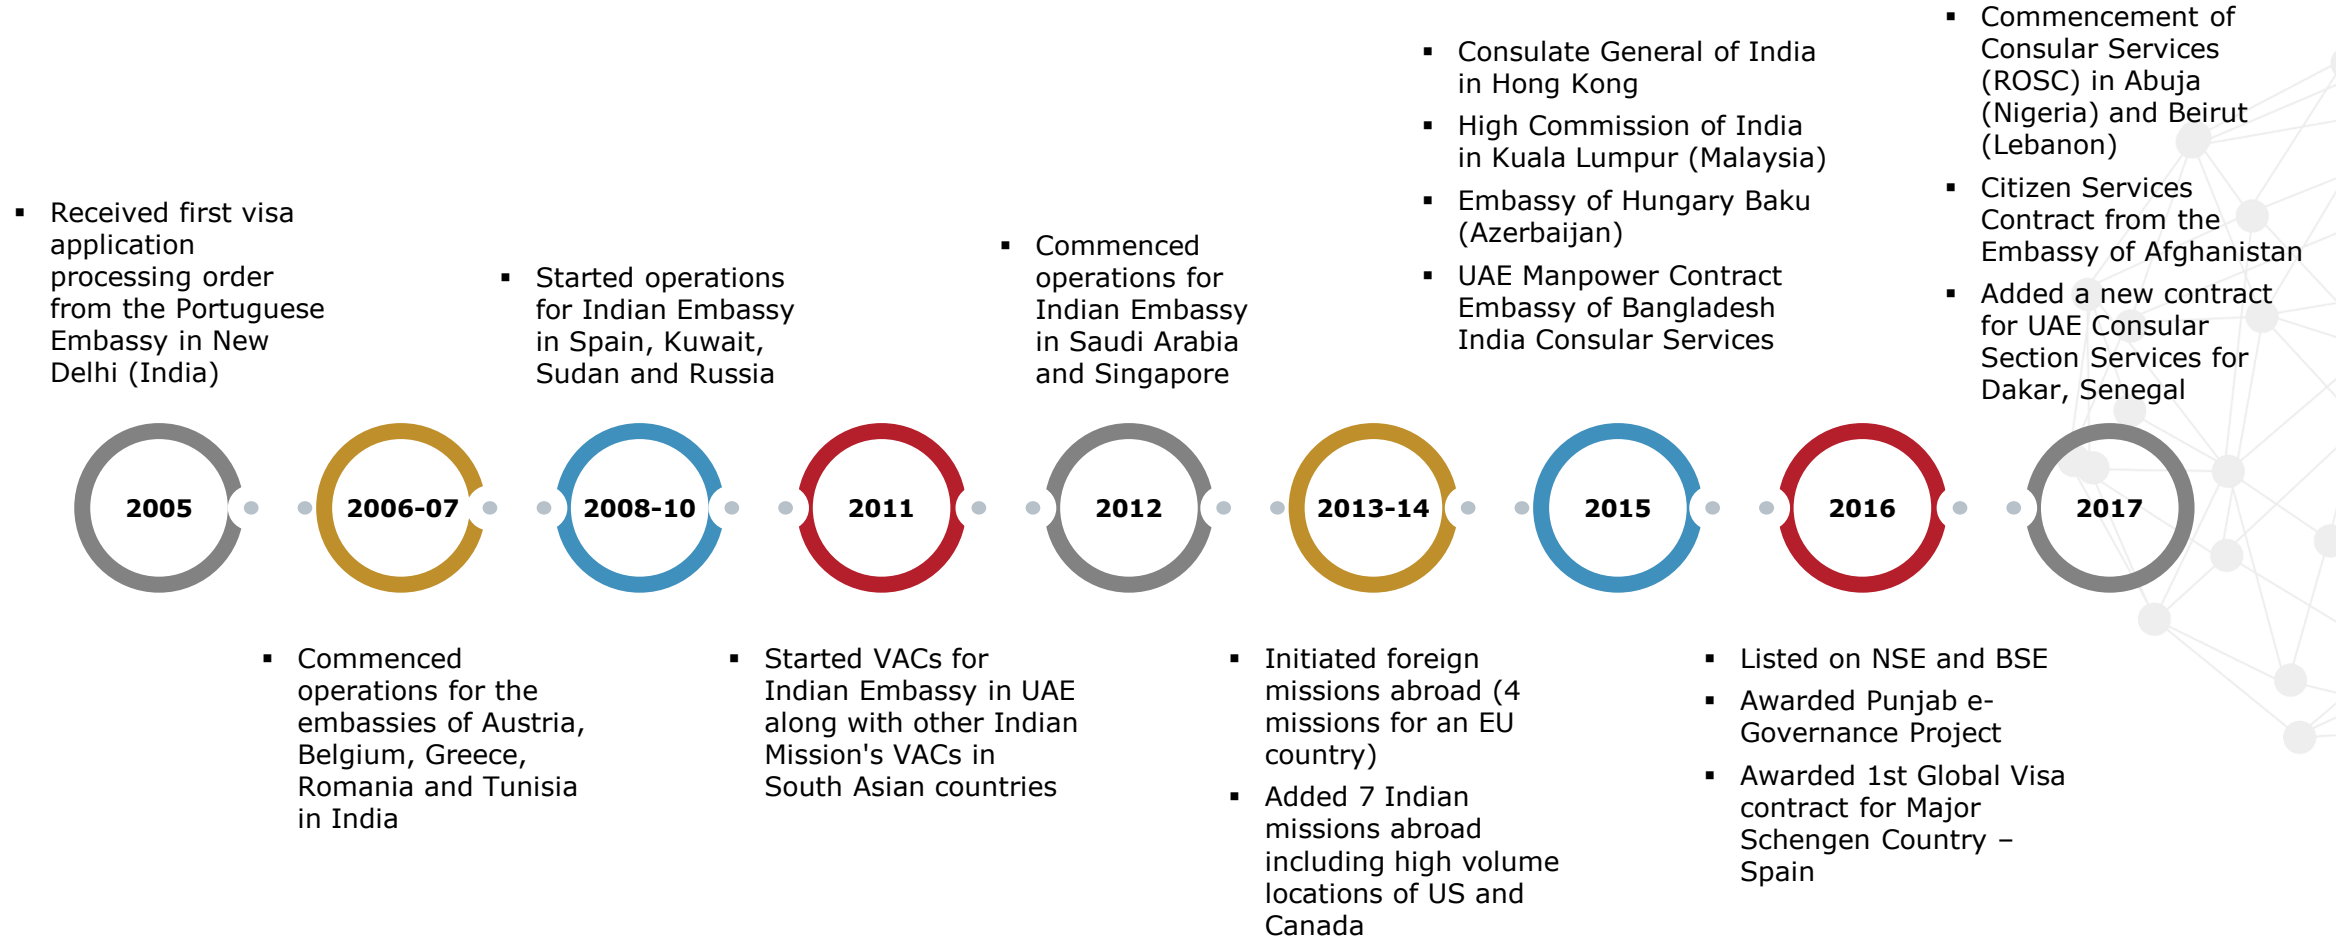 ▪ Received first visa
application
processing order
from the Portuguese
Embassy in New
Delhi (India)
▪ Started operations
for Indian Embassy
in Spain, Kuwait,
Sudan and Russia
▪ Commenced
operations for
Indian Embassy
in Saudi Arabia
and Singapore
▪ Consulate General of India
in Hong Kong
▪ High Commission of India
in Kuala Lumpur (Malaysia)
▪ Embassy of Hungary Baku
(Azerbaijan)
▪ UAE Manpower Contract
Embassy of Bangladesh
India Consular Services
▪ Commencement of
Consular Services
(ROSC) in Abuja
(Nigeria) and Beirut
(Lebanon)
▪ Citizen Services
Contract from the
Embassy of Afghanistan
▪ Added a new contract
for UAE Consular
Section Services for
Dakar, Senegal
2005
2006-07
2008-10
2011
2012
2013-14
2015
2016
2017
▪ Commenced
operations for the
embassies of Austria,
Belgium, Greece,
Romania and Tunisia
in India
▪ Started VACs for
Indian Embassy in UAE
along with other Indian
Mission's VACs in
South Asian countries
▪ Initiated foreign
missions abroad (4
missions for an EU
country)
▪ Added 7 Indian
missions abroad
including high volume
locations of US and
Canada
▪ Listed on NSE and BSE
▪ Awarded Punjab e-
Governance Project
▪ Awarded 1st Global Visa
contract for Major
Schengen Country –
Spain